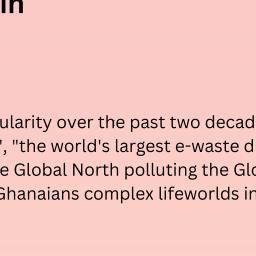 in
ularity over the past two decad
", "the world's largest e-waste d
e Global North polluting the Glo
Ghanaians complex lifeworlds in